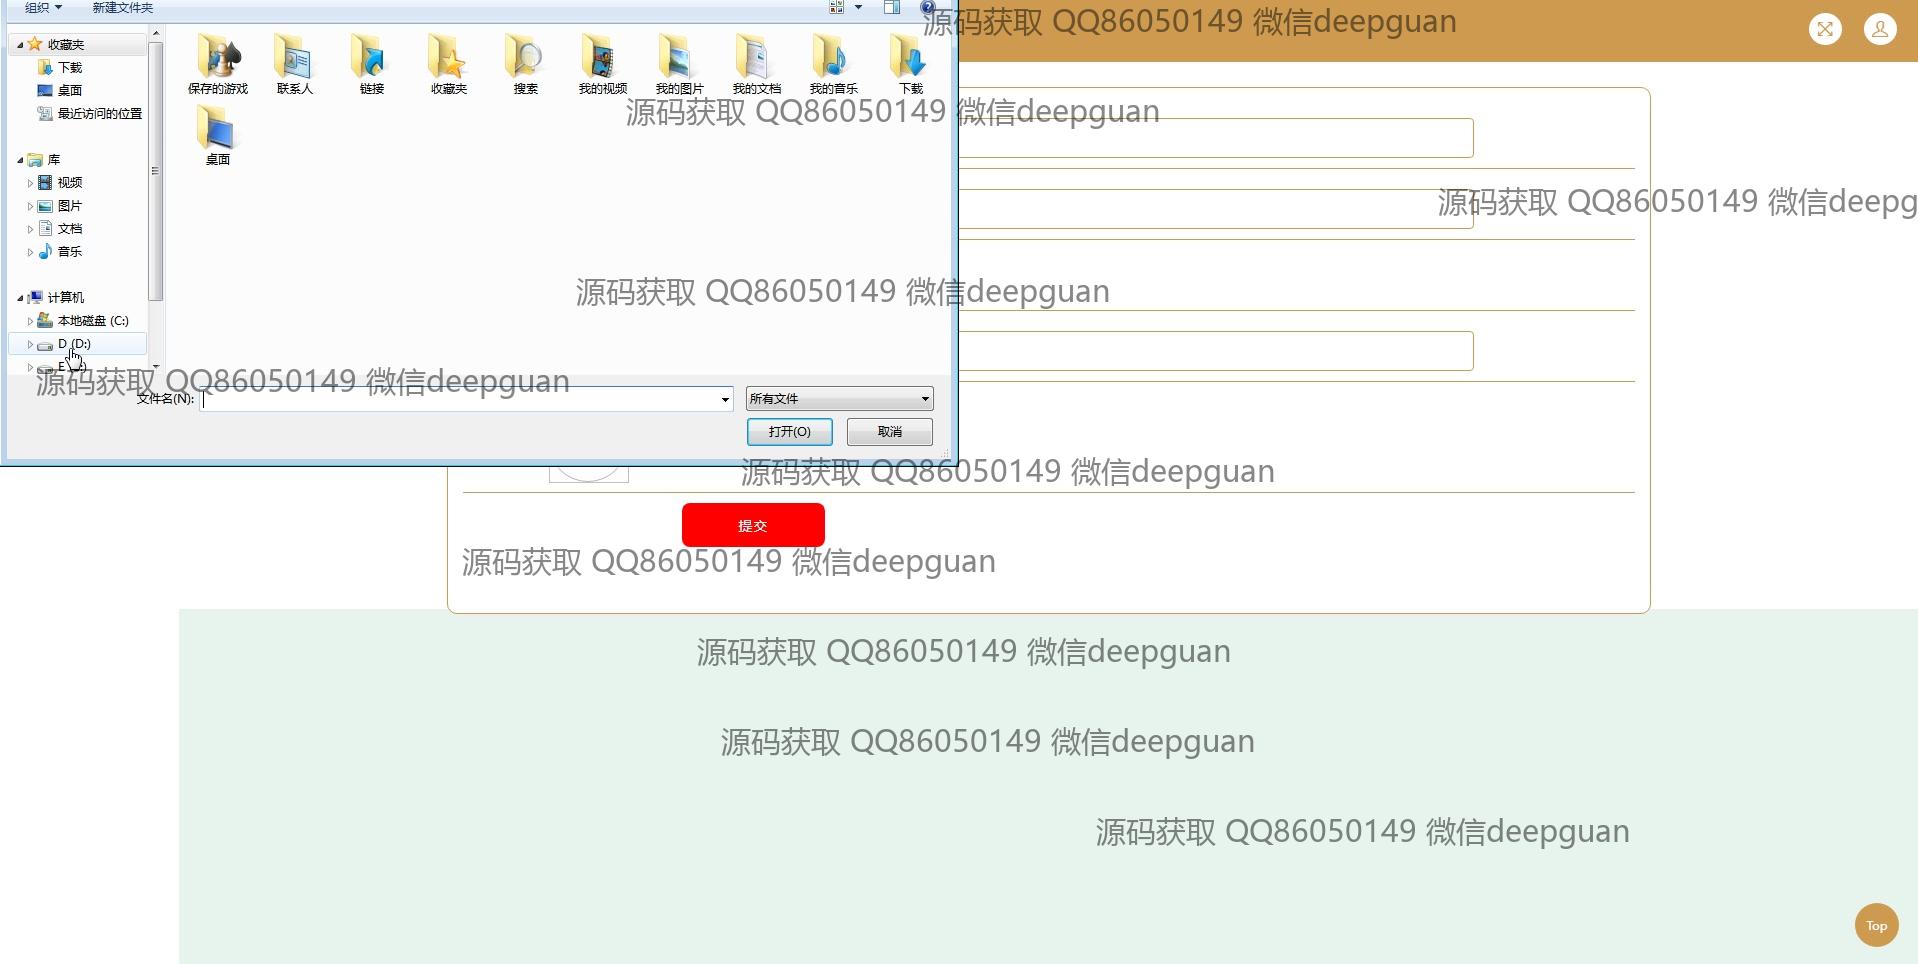 组织 新建文件夹
源码获取 QQ86050149 微信deepguan
收藏夹
下载
桌面
最近访问的位置
库
视频
图片
文档
音乐
计算机
本地磁盘 (C:)
D (D:)
保存的游戏 联系人 链接 收藏夹 搜索 我的视频 我的图片 我的文档 我的音乐 下载
源码获取 QQ86050149 微信deepguan
桌面
源码获取 QQ86050149 微信deepg
源码获取 QQ86050149 微信deepguan
源码获取 QQ86050149 微信deepguan
文件名(N): 所有文件
打开(O) 取消
源码获取 QQ86050149 微信deepguan
提交
源码获取 QQ86050149 微信deepguan
源码获取 QQ86050149 微信deepguan
源码获取 QQ86050149 微信deepguan
源码获取 QQ86050149 微信deepguan
Top